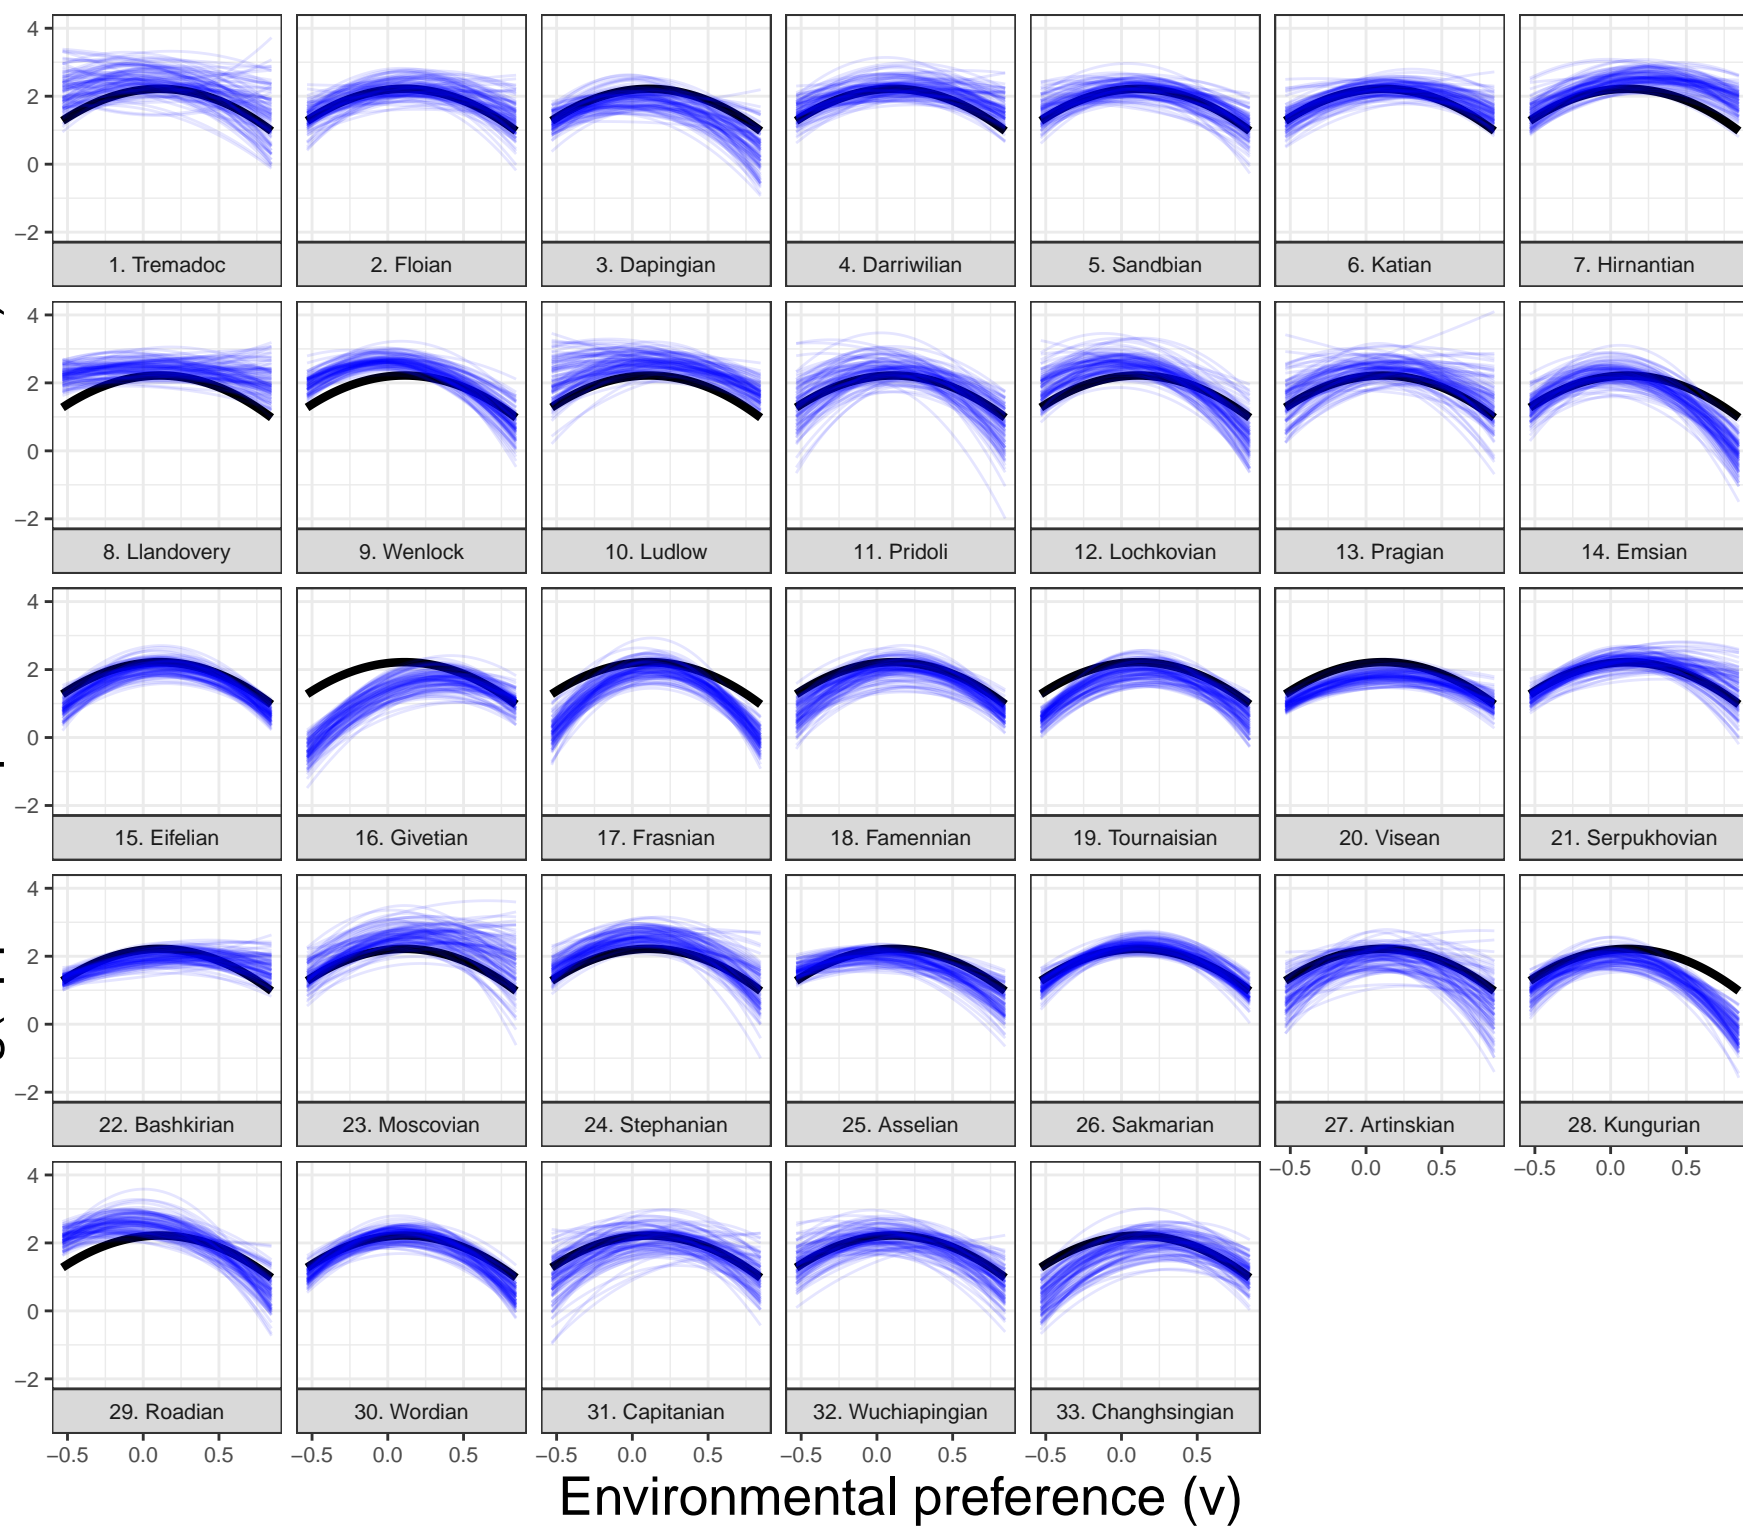 4
2
0
−2
1. Tremadoc 2. Floian 3. Dapingian 4. Darriwilian 5. Sandbian 6. Katian 7. Hirnantian
4
2
0
−2
8. Llandovery 9. Wenlock 10. Ludlow 11. Pridoli 12. Lochkovian 13. Pragian 14. Emsian
4
2
0
−2
15. Eifelian 16. Givetian 17. Frasnian 18. Famennian 19. Tournaisian 20. Visean 21. Serpukhovian
4
2
0
−2
22. Bashkirian 23. Moscovian 24. Stephanian 25. Asselian 26. Sakmarian 27. Artinskian 28. Kungurian
−0.5 0.0 0.5 −0.5 0.0 0.5
4
2
0
−2
29. Roadian 30. Wordian 31. Capitanian 32. Wuchiapingian 33. Changhsingian
−0.5 0.0 0.5 −0.5 0.0 0.5 −0.5 0.0 0.5 −0.5 0.0 0.5 −0.5 0.0 0.5
Environmental preference (v)